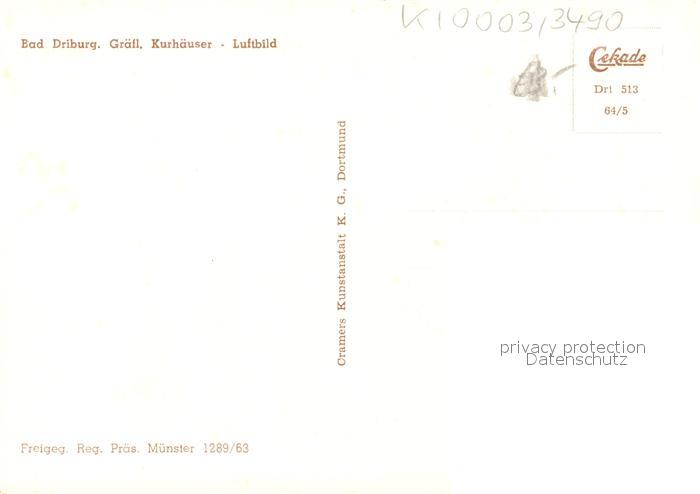 K10003/3490
Bad Driburg. Gräfl. Kurhäuser - Luftbild
Cekade
Dri 513
64/5
Cramers Kunstanstalt K. G., Dortmund
privacy protection
Datenschutz
Freigeg. Reg. Präs. Münster 1289/63